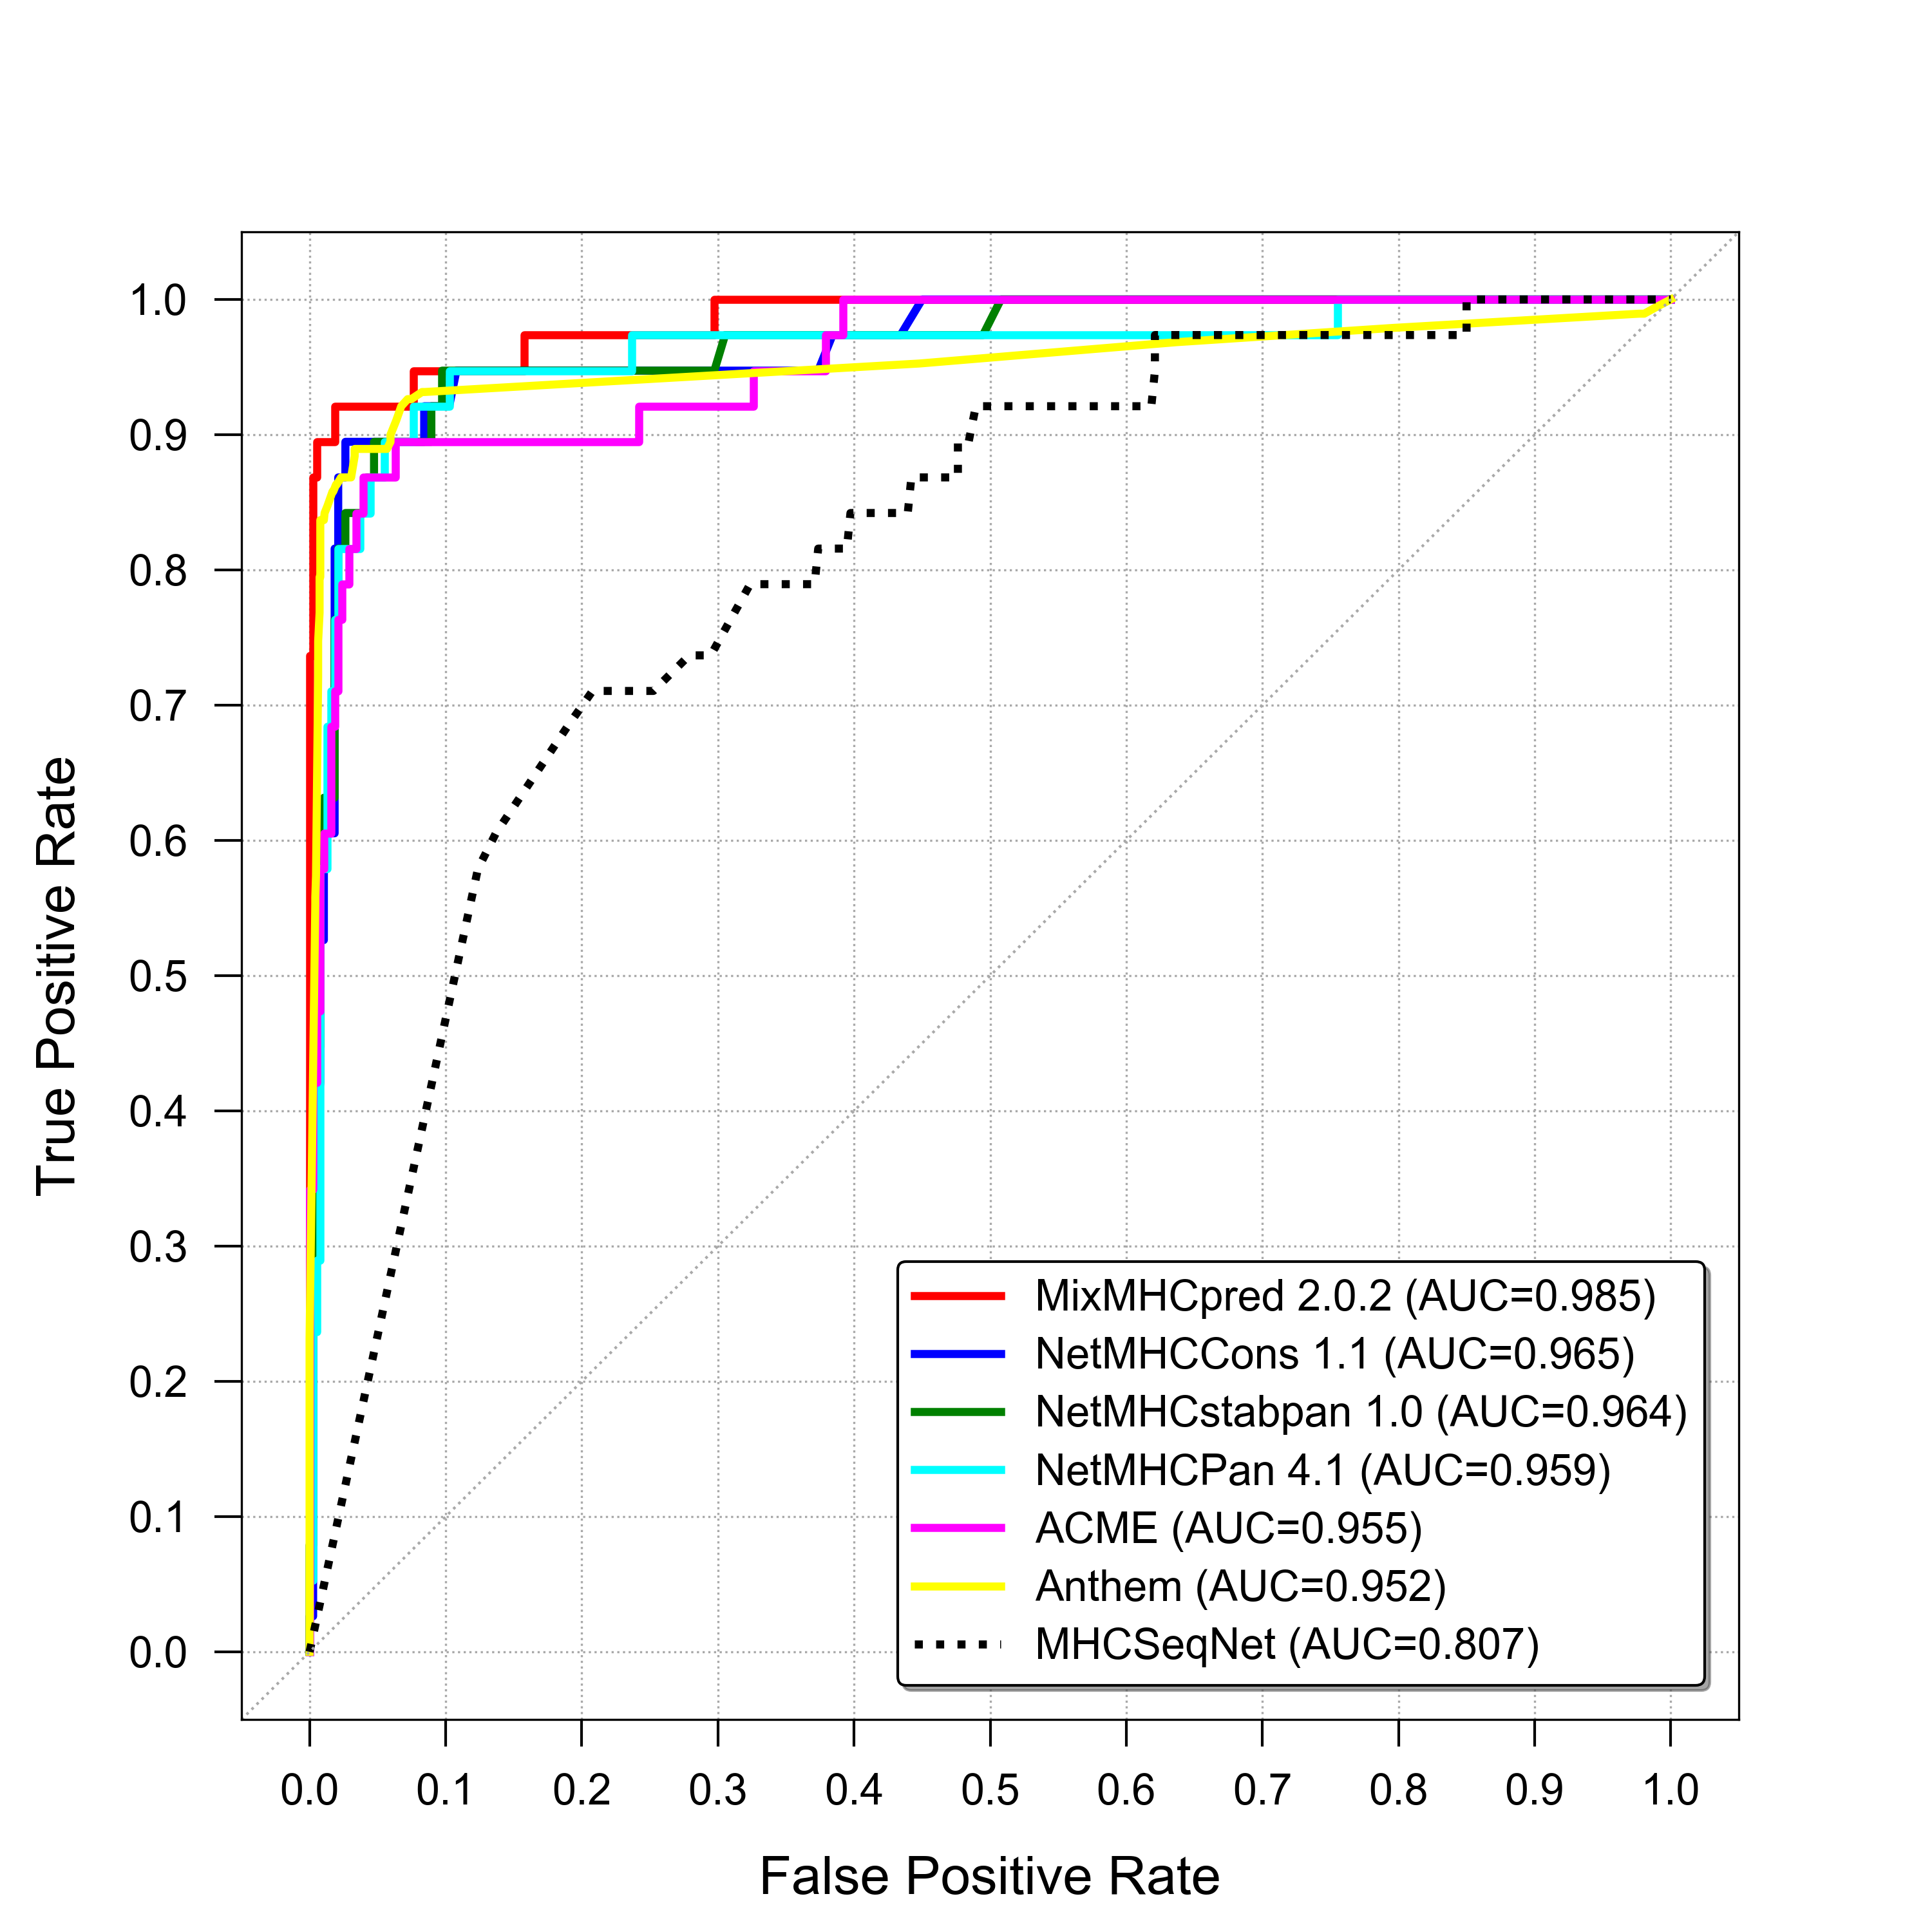 1.0
0.9
0.8
0.7
0.6
0.5
0.4
0.3
0.2
0.1
0.0
True Positive Rate
MixMHCpred 2.0.2 (AUC=0.985)
NetMHCCons 1.1 (AUC=0.965)
NetMHCstabpan 1.0 (AUC=0.964)
NetMHCPan 4.1 (AUC=0.959)
ACME (AUC=0.955)
Anthem (AUC=0.952)
MHCSeqNet (AUC=0.807)
0.0 0.1 0.2 0.3 0.4 0.5 0.6 0.7 0.8 0.9 1.0
False Positive Rate